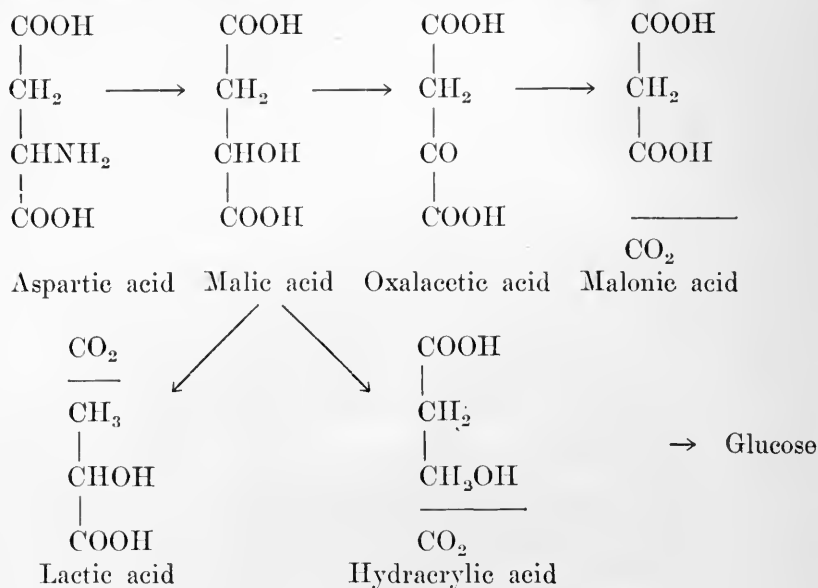 COOH COOH COOH COOH
CH₂ → CH₂ → CH₂ → CH₂
CHNH₂ CHOH CO COOH
COOH COOH COOH
CO₂
Aspartic acid Malic acid Oxalacetic acid Malonic acid
CO₂ COOH
CH₃ CH₂
→ Glucose
CHOH CH₃OH
COOH CO₂
Lactic acid Hydracrylic acid